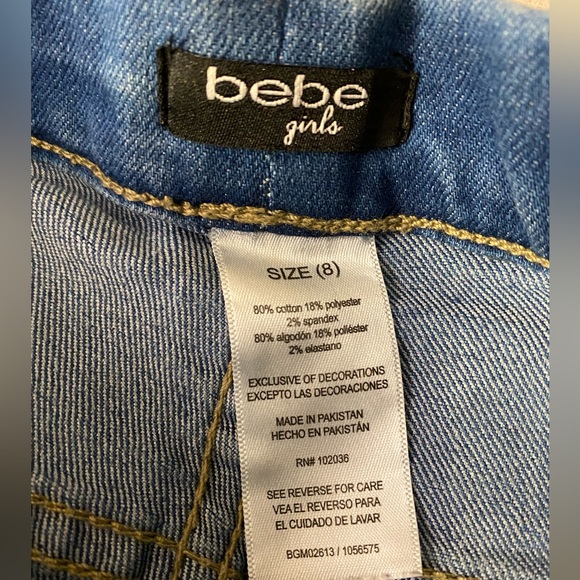 bebe
girls
SIZE (8)
80% cotton 18% polyester
2% spandex
80% algodón 18% poliéster
2% elastano
EXCLUSIVE OF DECORATIONS
EXCEPTO LAS DECORACIONES
MADE IN PAKISTAN
HECHO EN PAKISTÁN
RN# 102036
SEE REVERSE FOR CARE
VEA EL REVERSO PARA
EL CUIDADO DE LAVAR
BGM02613 / 1056575